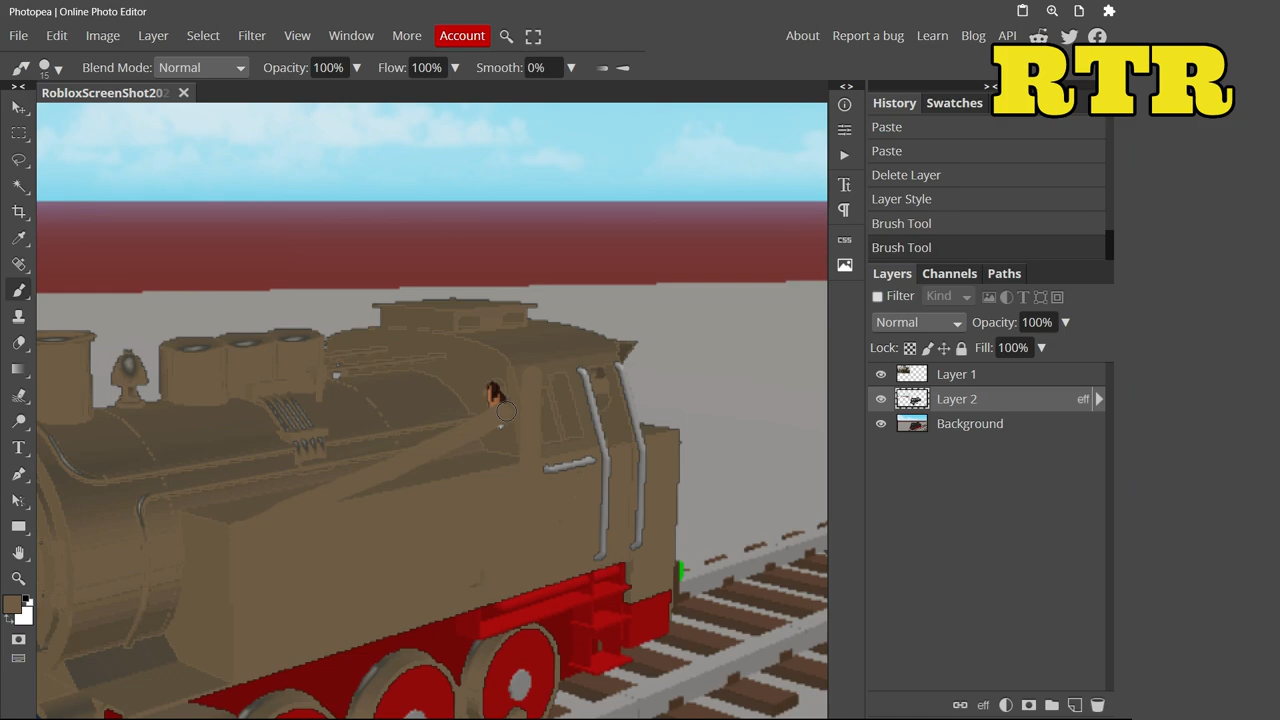 Photopea | Online Photo Editor
File Edit Image Layer Select Filter View Window More Account About Report a bug Learn Blog API
RTR
15 Blend Mode: Normal Opacity: 100% Flow: 100% Smooth: 0%
RobloxScreenShot202
History Swatches
Paste
Paste
Delete Layer
Layer Style
Brush Tool
Brush Tool
Layers Channels Paths
Filter Kind
Normal Opacity: 100%
Lock: Fill: 100%
Layer 1
Layer 2 eff
Background
CSS
eff